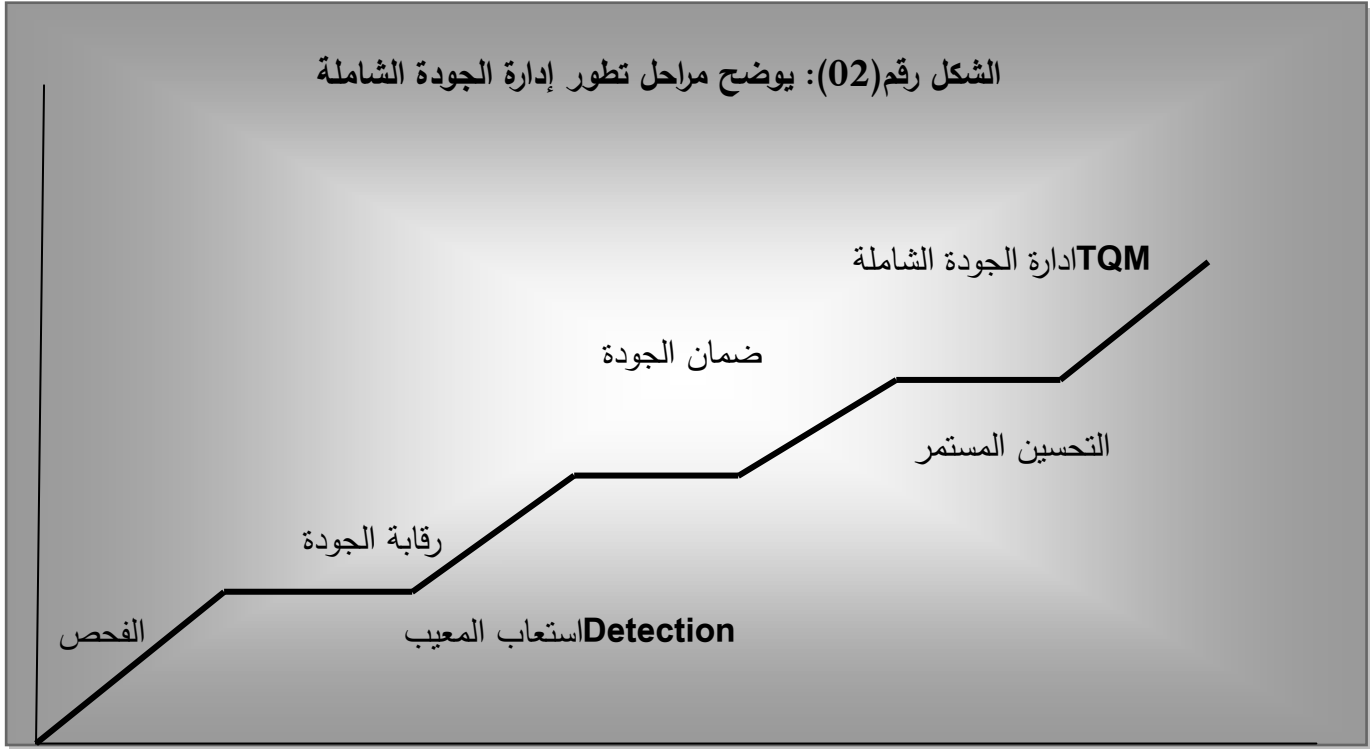 الشكل رقم(02): يوضح مراحل تطور إدارة الجودة الشاملة
TQMادارة الجودة الشاملة
ضمان الجودة
التحسين المستمر
رقابة الجودة
الفحص
Detectionاستعاب المعيب